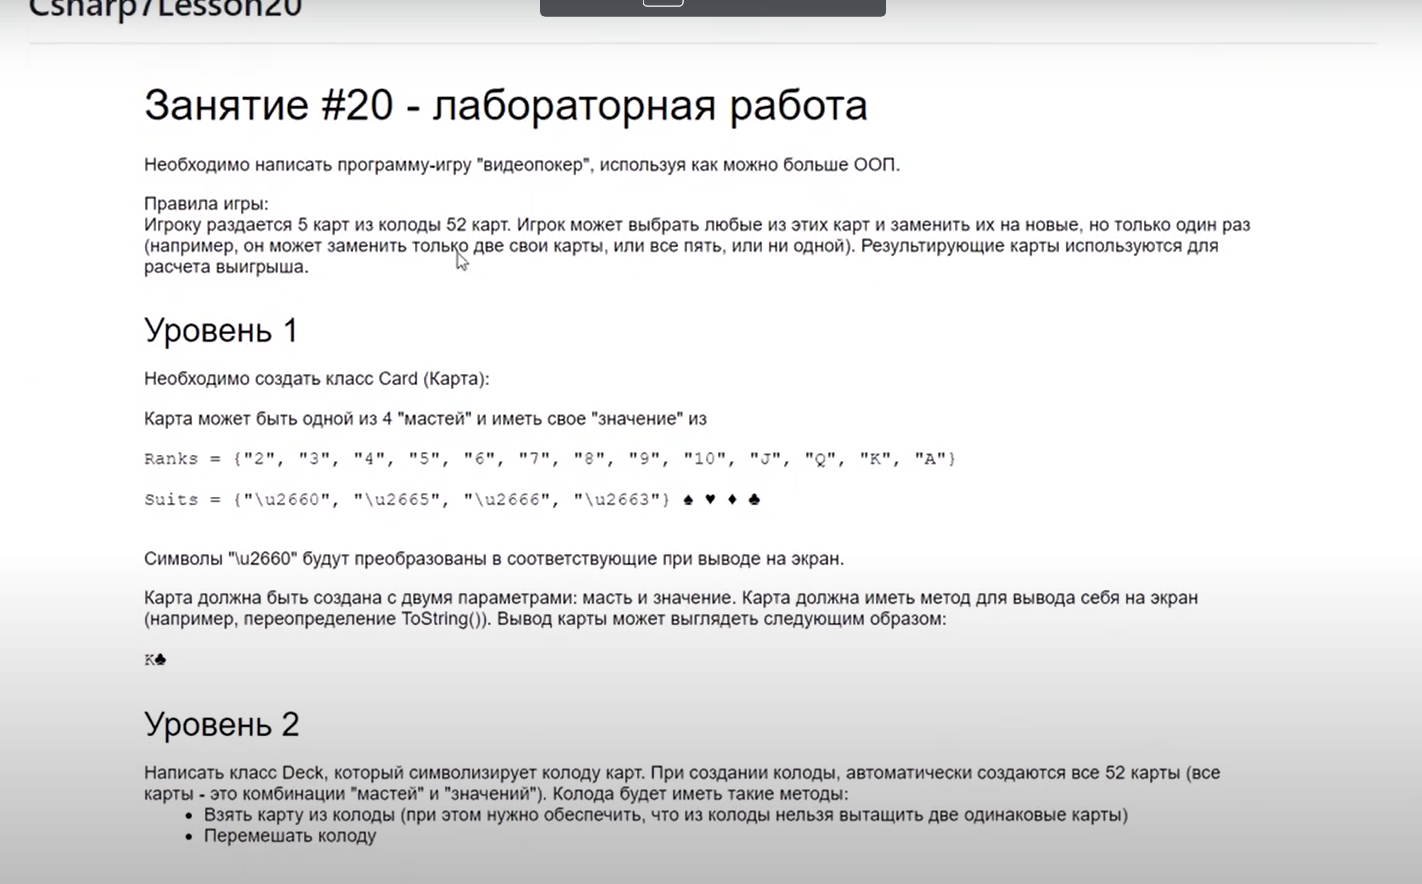 Csharp7Lesson20
Занятие #20 - лабораторная работа
Необходимо написать программу-игру "видеопокер", используя как можно больше ООП.
Правила игры:
Игроку раздается 5 карт из колоды 52 карт. Игрок может выбрать любые из этих карт и заменить их на новые, но только один раз
(например, он может заменить только две свои карты, или все пять, или ни одной). Результирующие карты используются для
расчета выигрыша.
Уровень 1
Необходимо создать класс Card (Карта):
Карта может быть одной из 4 "мастей" и иметь свое "значение" из
Ranks = {"2", "3", "4", "5", "6", "7", "8", "9", "10", "J", "Q", "K", "A"}
Suits = {"\u2660", "\u2665", "\u2666", "\u2663"} ♠ ♥ ♦ ♣
Символы "\u2660" будут преобразованы в соответствующие при выводе на экран.
Карта должна быть создана с двумя параметрами: масть и значение. Карта должна иметь метод для вывода себя на экран
(например, переопределение ToString()). Вывод карты может выглядеть следующим образом:
K♣
Уровень 2
Написать класс Deck, который символизирует колоду карт. При создании колоды, автоматически создаются все 52 карты (все
карты - это комбинации "мастей" и "значений"). Колода будет иметь такие методы:
• Взять карту из колоды (при этом нужно обеспечить, что из колоды нельзя вытащить две одинаковые карты)
• Перемешать колоду